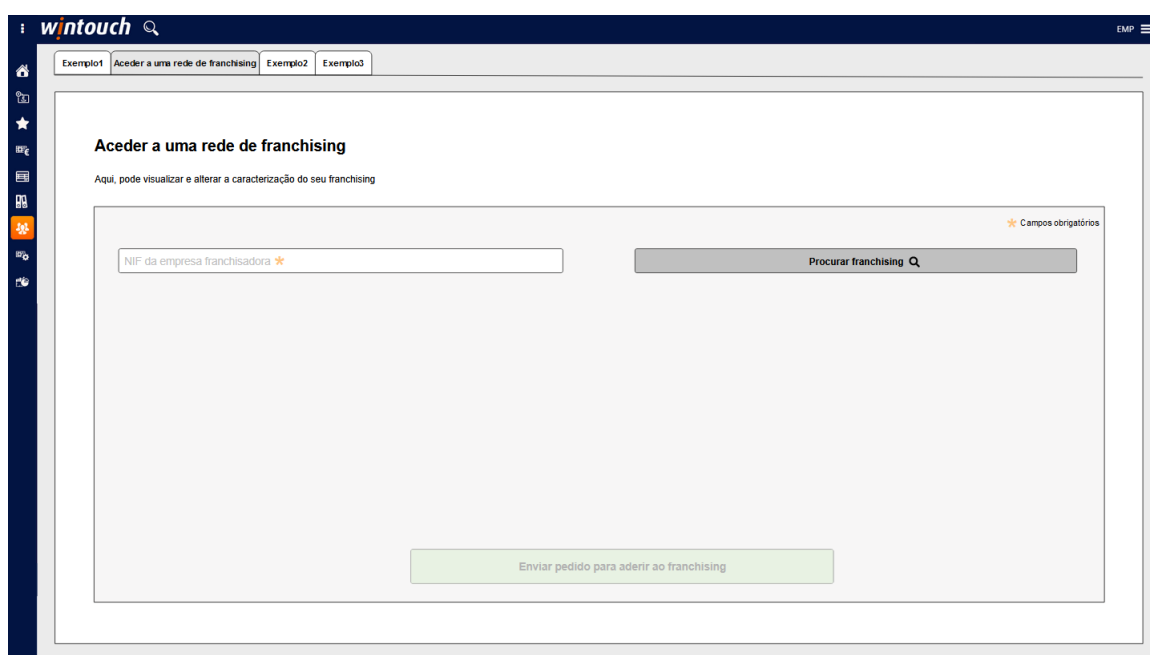 wintouch
EMP
Exemplo1 Aceder a uma rede de franchising Exemplo2 Exemplo3
Aceder a uma rede de franchising
Aqui, pode visualizar e alterar a caracterização do seu franchising
Campos obrigatórios
NIF da empresa franchisadora
Procurar franchising
Enviar pedido para aderir ao franchising